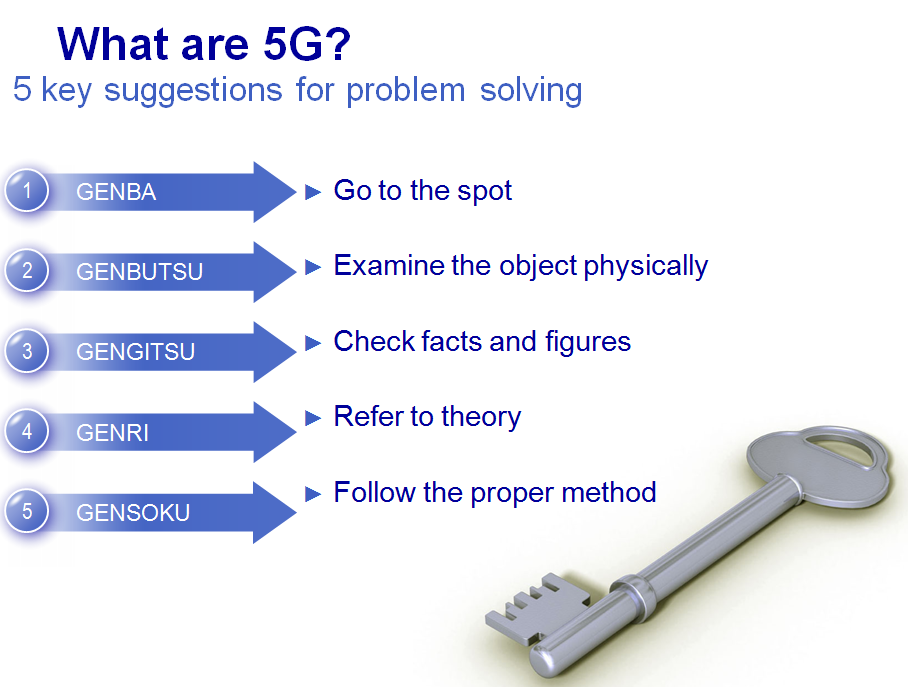 What are 5G?
5 key suggestions for problem solving
1 GENBA ► Go to the spot
2 GENBUTSU ► Examine the object physically
3 GENGITSU ► Check facts and figures
4 GENRI ► Refer to theory
5 GENSOKU ► Follow the proper method